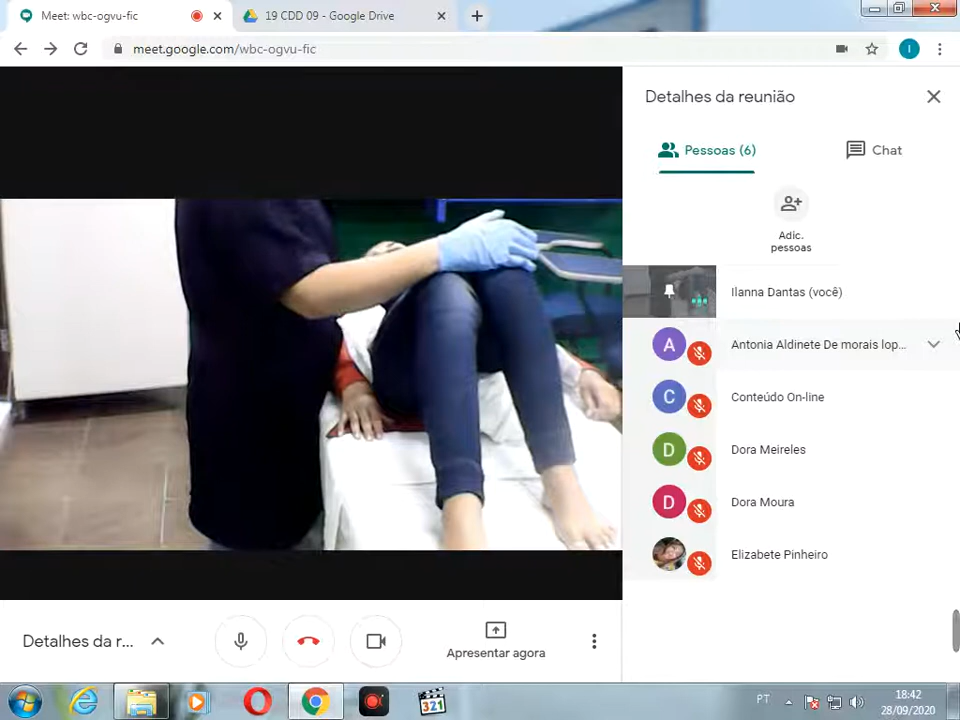 Meet: wbc-ogvu-fic
19 CDD 09 - Google Drive
meet.google.com/wbc-ogvu-fic
I
Detalhes da reunião
Pessoas (6)
Chat
Adic.
pessoas
Ilanna Dantas (você)
A
Antonia Aldinete De morais lop...
C
Conteúdo On-line
D
Dora Meireles
D
Dora Moura
Elizabete Pinheiro
Detalhes da r...
Apresentar agora
321
PT
18:42
28/09/2020